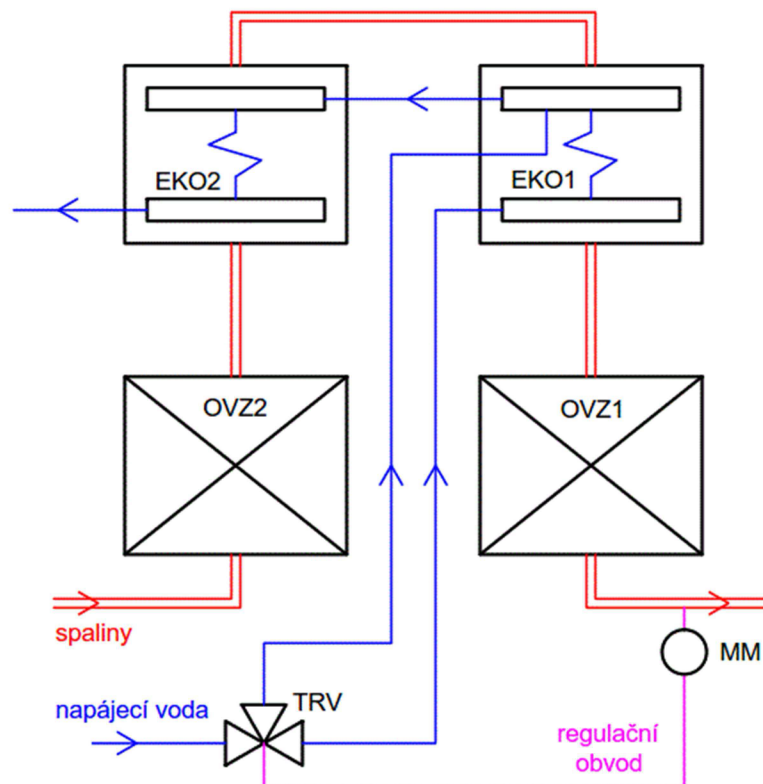 EKO2
EKO1
OVZ2
OVZ1
spaliny
MM
TRV
napájecí voda
regulační
obvod